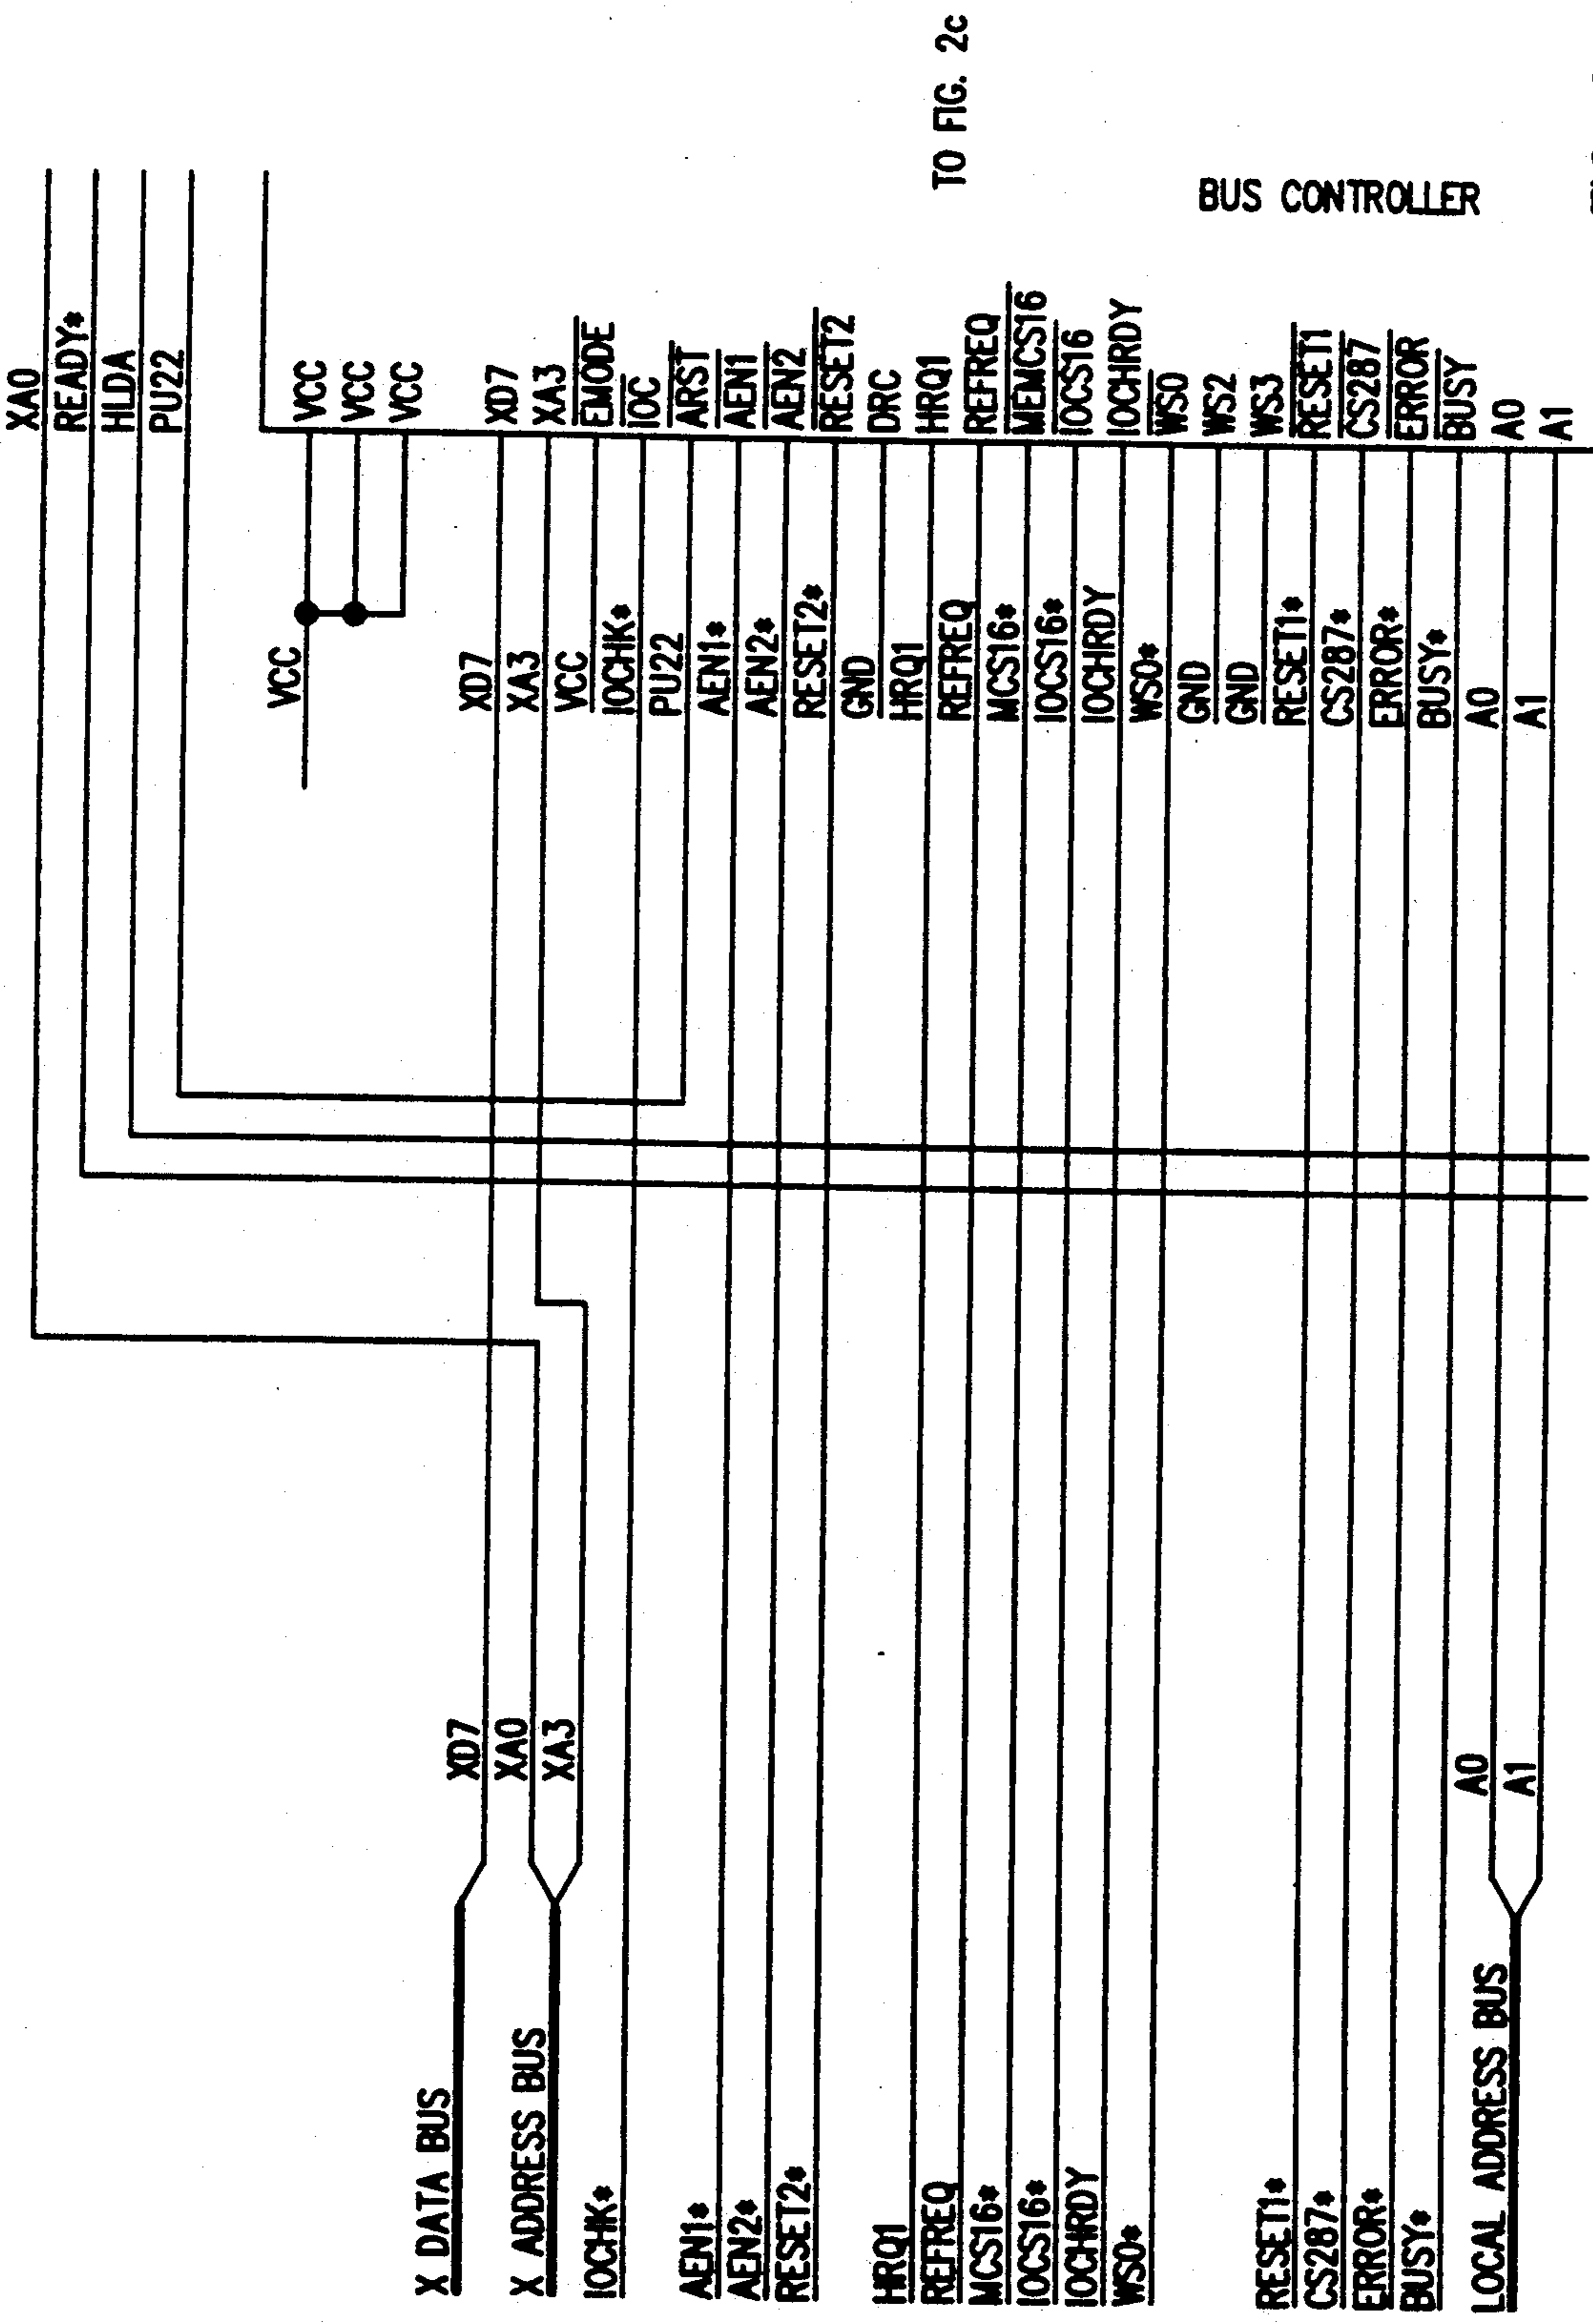 XA0
READY*
HLDA
PU22
VCC VCC
VCC
VCC
X DATA BUS XD7 XD7 XD7
X ADDRESS BUS XA0 XA3 XA3
XA3 VCC EMODE
IOCHK* IOCHK* IOC
PU22 ARST
AEN1* AEN1* AEN1
AEN2* AEN2* AEN2
RESET2* RESET2* RESET2
GND DRC
HRQ1 HRQ1 HRQ1
REFREQ REFREQ REFREQ
TO FIG. 2c
MCS16* MCS16* MEMCS16
IOCS16* IOCS16* IOCS16
IOCHRDY IOCHRDY IOCHRDY
WS0* WS0* WS0
GND WS2
GND WS3
BUS CONTROLLER
RESET1* RESET1* RESET1
CS287* CS287* CS287
ERROR* ERROR* ERROR
BUSY* BUSY* BUSY
LOCAL ADDRESS BUS A0 A0 A0
A1 A1 A1